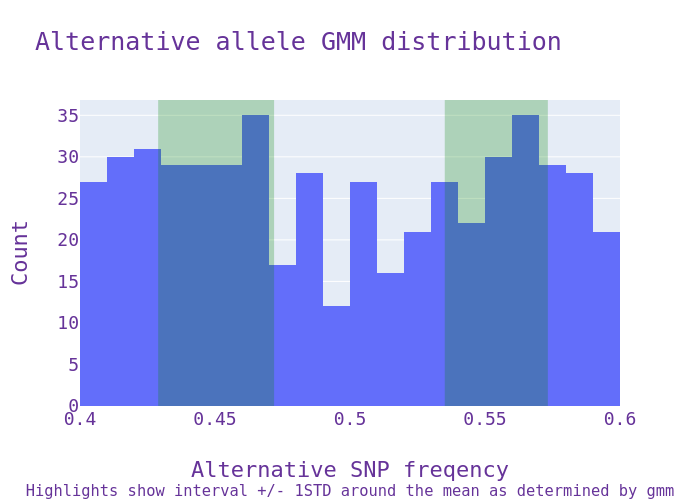 Alternative allele GMM distribution
35
30
25
20
15
10
5
0
Count
0.4 0.45 0.5 0.55 0.6
Alternative SNP freqency
Highlights show interval +/- 1STD around the mean as determined by gmm